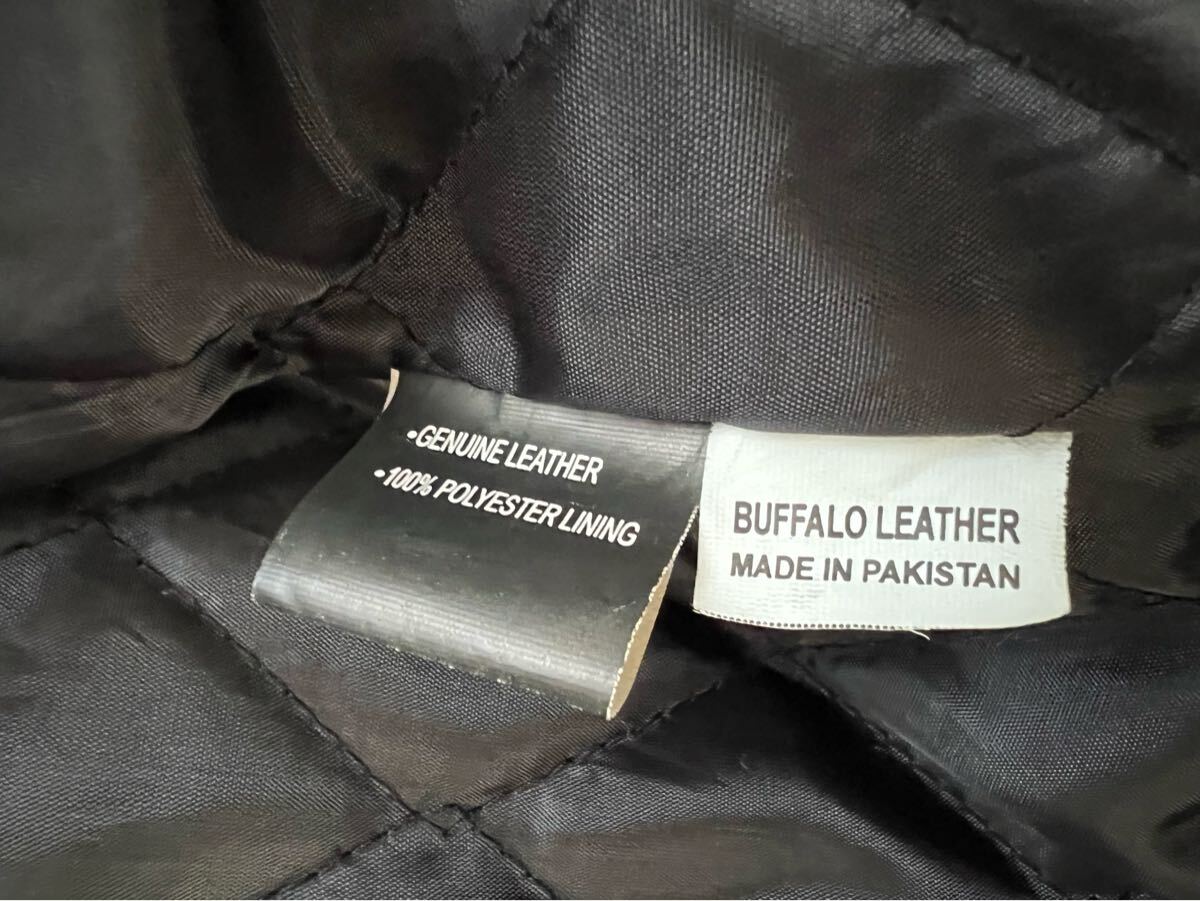 •GENUINE LEATHER
•100% POLYESTER LINING
BUFFALO LEATHER
MADE IN PAKISTAN